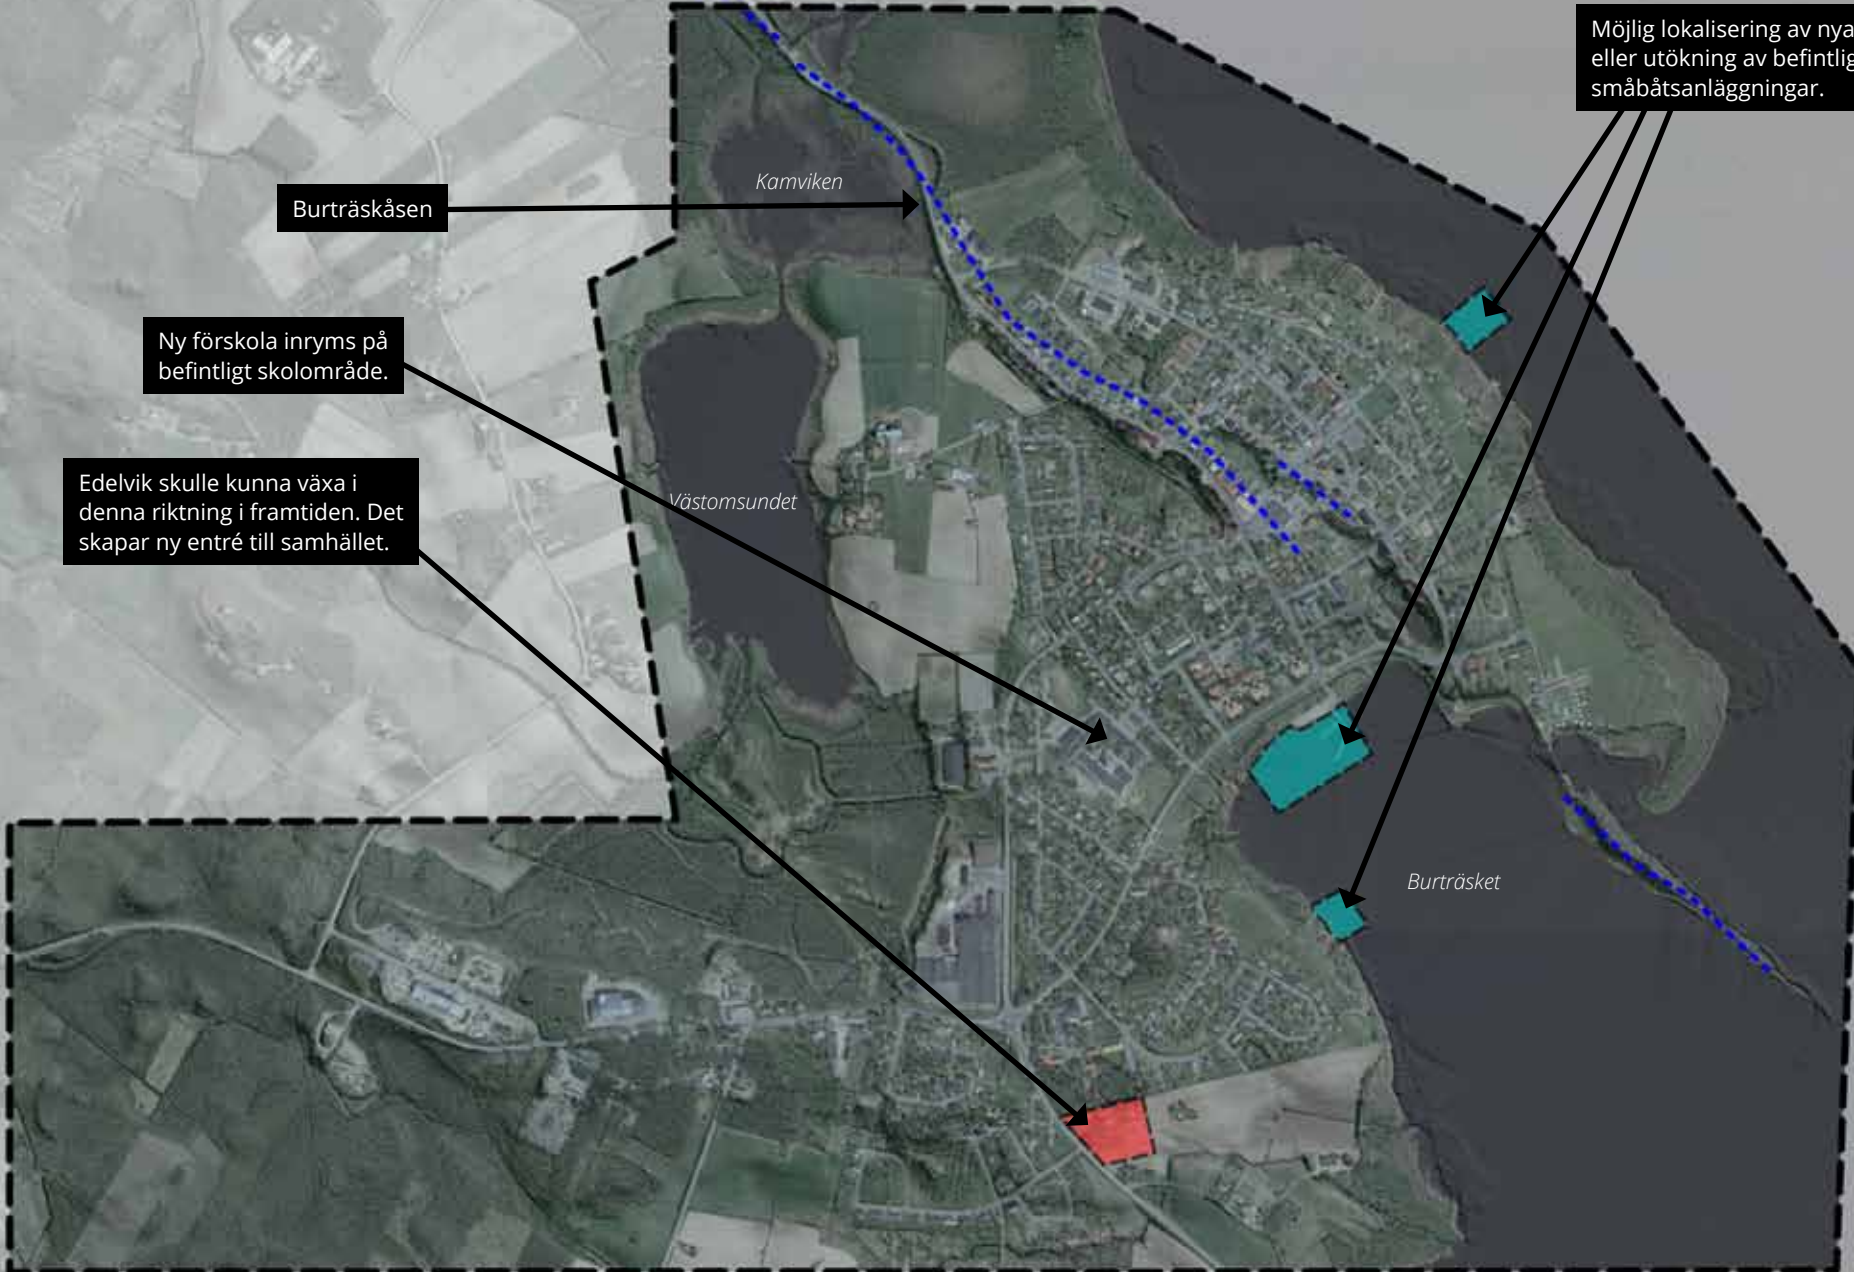 Möjlig lokalisering av nya
eller utökning av befintlig
småbåtsanläggningar.
Kamviken
Burträskåsen
Ny förskola inryms på
befintligt skolområde.
Edelvik skulle kunna växa i
denna riktning i framtiden. Det
skapar ny entré till samhället.
Västomsundet
Burträsket